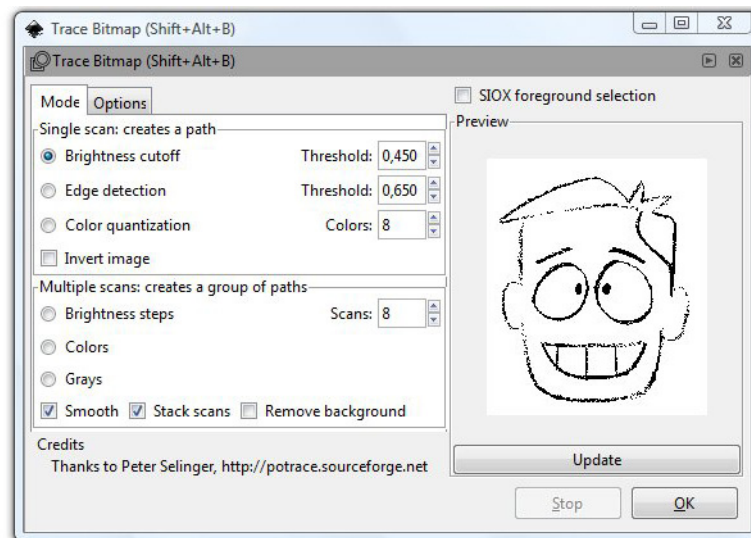 Trace Bitmap (Shift+Alt+B)
Trace Bitmap (Shift+Alt+B)
Mode Options
SIOX foreground selection
Single scan: creates a path
Preview
Brightness cutoff Threshold: 0,450
Edge detection Threshold: 0,650
Color quantization Colors: 8
Invert image
Multiple scans: creates a group of paths
Brightness steps Scans: 8
Colors
Grays
Smooth Stack scans Remove background
Credits
Thanks to Peter Selinger, http://potrace.sourceforge.net
Update
Stop OK